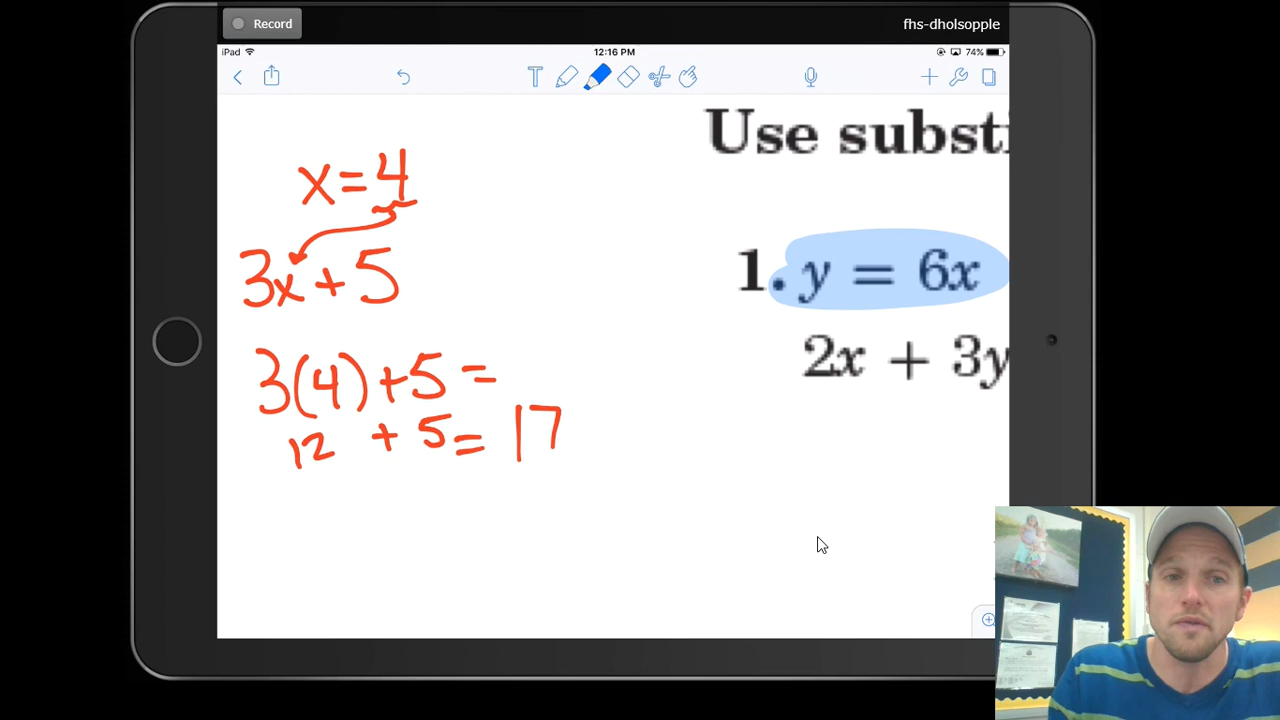 Record
fhs-dholsopple
iPad 12:16 PM 74%
T
Use substi
x=4
3x+5
1. y = 6x
2x + 3y
3(4)+5=
12 + 5= 17